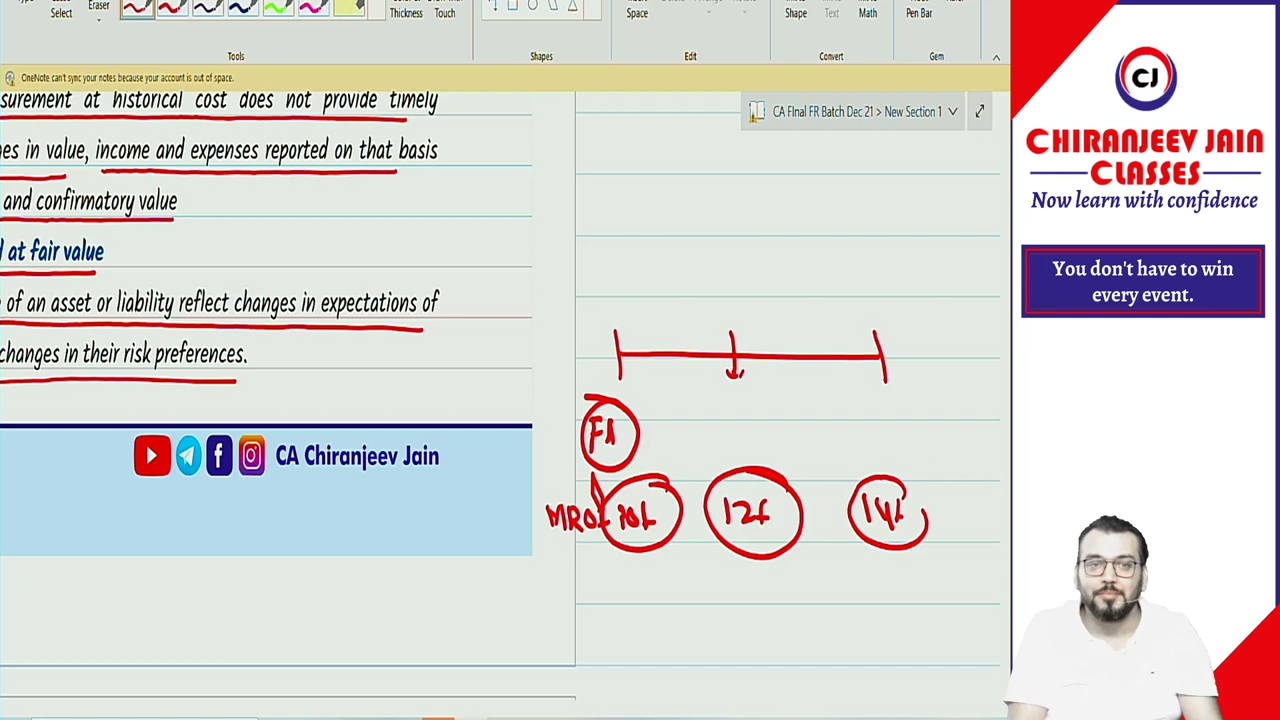 Eraser
Select
Thickness
Touch
Space
Shape
Text
Math
Pen Bar
Tools
Shapes
Edit
Convert
Gem
OneNote can't sync your notes because your account is out of space.
surement at historical cost does not provide timely
CA FInal FR Batch Dec 21 > New Section 1
es in value, income and expenses reported on that basis
and confirmatory value
at fair value
of an asset or liability reflect changes in expectations of
changes in their risk preferences.
CA Chiranjeev Jain
FA
10L
12L
14L
CJ
CHIRANJEEV JAIN
CLASSES
Now learn with confidence
You don't have to win
every event.